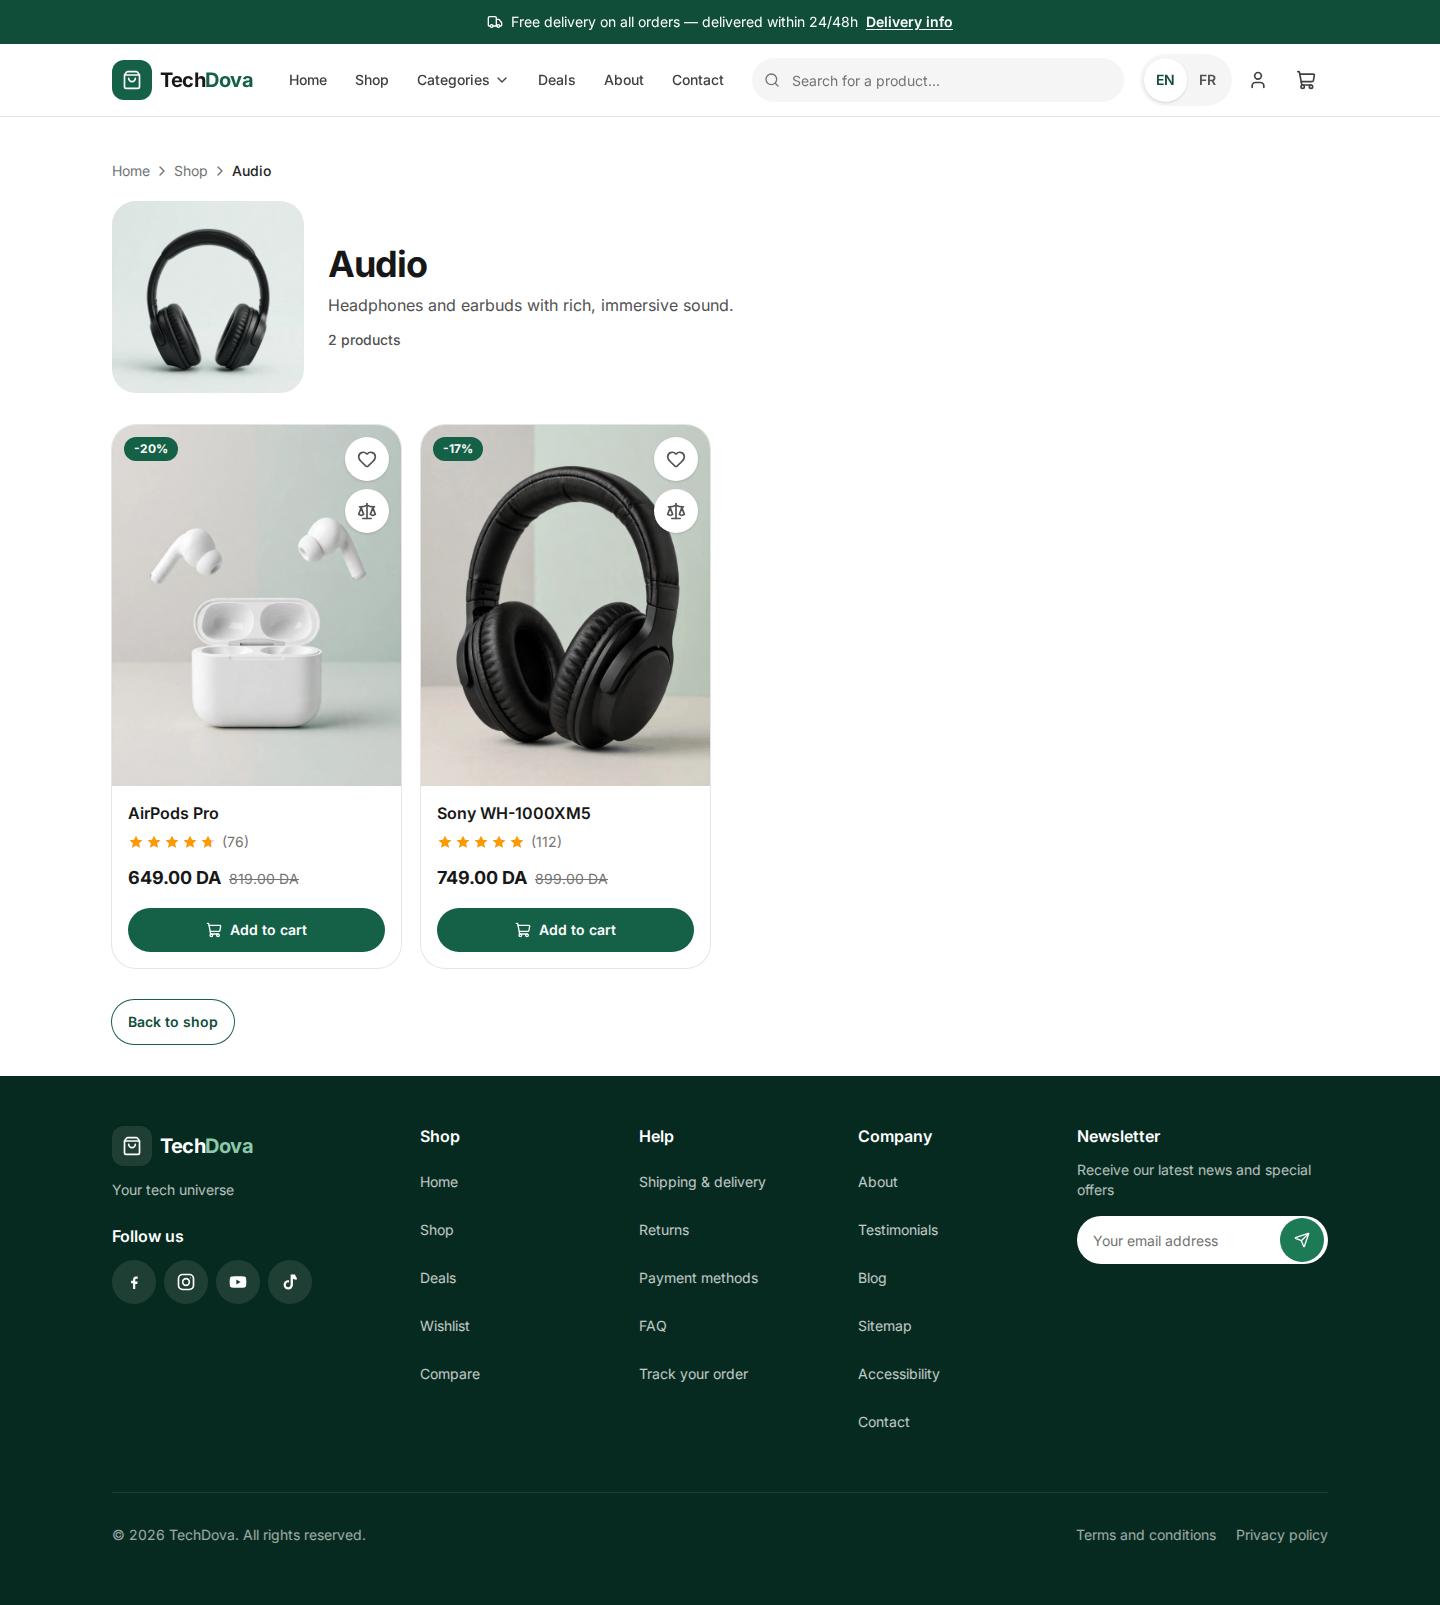 Free delivery on all orders — delivered within 24/48h Delivery info
TechDova
Home Shop Categories Deals About Contact
Search for a product...
EN FR
Home > Shop > Audio
Audio
Headphones and earbuds with rich, immersive sound.
2 products
-20%
AirPods Pro
(76)
649.00 DA 819.00 DA
Add to cart
-17%
Sony WH-1000XM5
(112)
749.00 DA 899.00 DA
Add to cart
Back to shop
TechDova
Your tech universe
Follow us
Shop
Home
Shop
Deals
Wishlist
Compare
Help
Shipping & delivery
Returns
Payment methods
FAQ
Track your order
Company
About
Testimonials
Blog
Sitemap
Accessibility
Contact
Newsletter
Receive our latest news and special
offers
Your email address
© 2026 TechDova. All rights reserved.
Terms and conditions Privacy policy